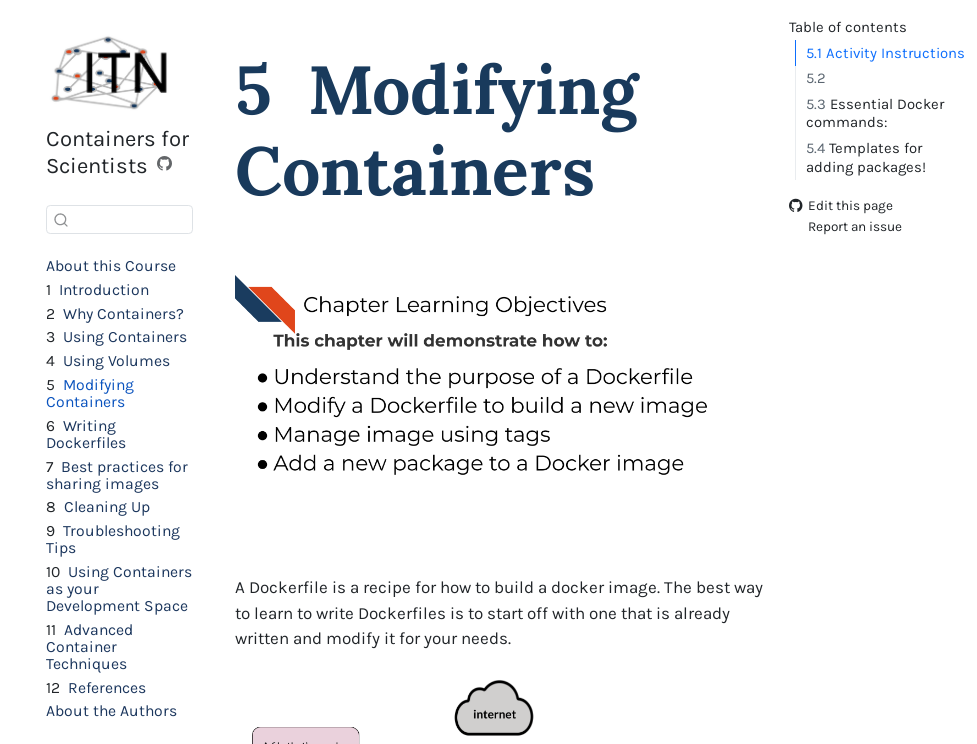 ITN
Containers for
Scientists
About this Course
1 Introduction
2 Why Containers?
3 Using Containers
4 Using Volumes
5 Modifying
Containers
6 Writing
Dockerfiles
7 Best practices for
sharing images
8 Cleaning Up
9 Troubleshooting
Tips
10 Using Containers
as your
Development Space
11 Advanced
Container
Techniques
12 References
About the Authors
5 Modifying
Containers
Chapter Learning Objectives
This chapter will demonstrate how to:
● Understand the purpose of a Dockerfile
● Modify a Dockerfile to build a new image
● Manage image using tags
● Add a new package to a Docker image
A Dockerfile is a recipe for how to build a docker image. The best way
to learn to write Dockerfiles is to start off with one that is already
written and modify it for your needs.
internet
Table of contents
5.1 Activity Instructions
5.2
5.3 Essential Docker
commands:
5.4 Templates for
adding packages!
Edit this page
Report an issue